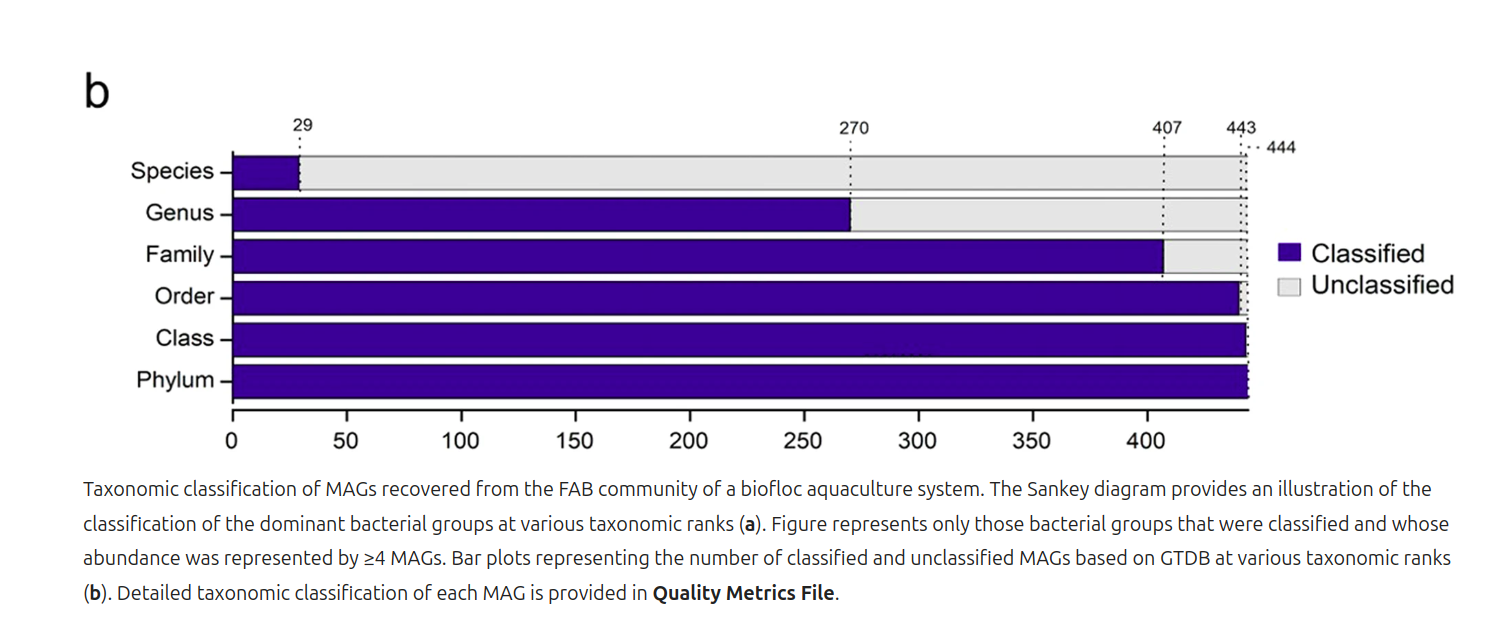 b
29
270
407
443
444
Species
Genus
Family
Order
Class
Phylum
Classified
Unclassified
0 50 100 150 200 250 300 350 400
Taxonomic classification of MAGs recovered from the FAB community of a biofloc aquaculture system. The Sankey diagram provides an illustration of the
classification of the dominant bacterial groups at various taxonomic ranks (a). Figure represents only those bacterial groups that were classified and whose
abundance was represented by ≥4 MAGs. Bar plots representing the number of classified and unclassified MAGs based on GTDB at various taxonomic ranks
(b). Detailed taxonomic classification of each MAG is provided in Quality Metrics File.